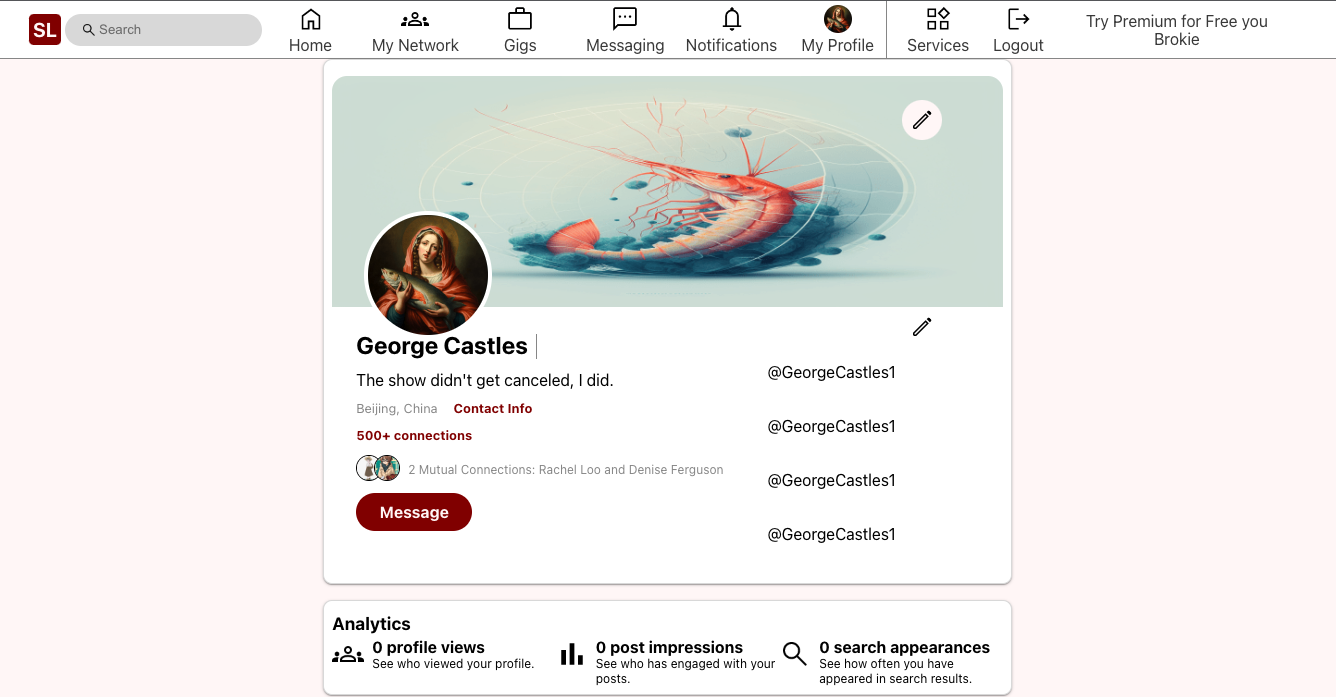 SL
Search
Home
My Network
Gigs
Messaging
Notifications
My Profile
Services
Logout
Try Premium for Free you
Brokie
George Castles
The show didn't get canceled, I did.
Beijing, China Contact Info
500+ connections
2 Mutual Connections: Rachel Loo and Denise Ferguson
Message
@GeorgeCastles1
@GeorgeCastles1
@GeorgeCastles1
@GeorgeCastles1
Analytics
0 profile views
See who viewed your profile.
0 post impressions
See who has engaged with your
posts.
0 search appearances
See how often you have
appeared in search results.